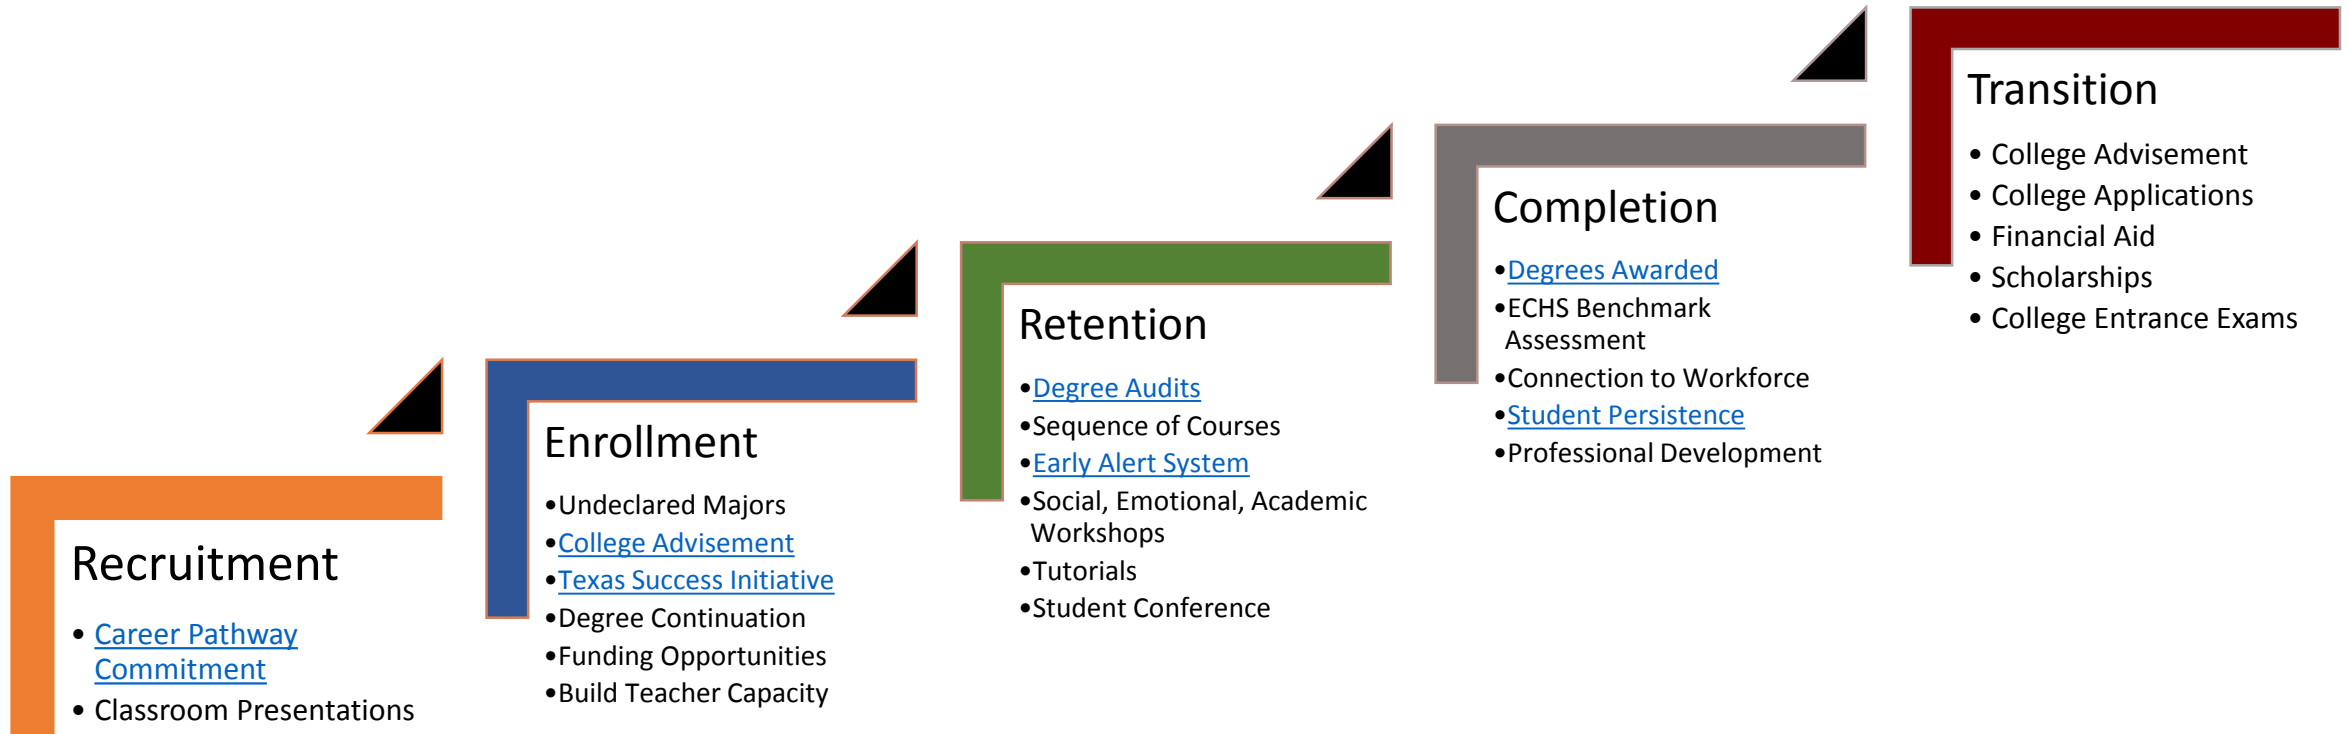 Recruitment
• Career Pathway
Commitment
• Classroom Presentations
Enrollment
•Undeclared Majors
•College Advisement
•Texas Success Initiative
•Degree Continuation
•Funding Opportunities
•Build Teacher Capacity
Retention
•Degree Audits
•Sequence of Courses
•Early Alert System
•Social, Emotional, Academic
Workshops
•Tutorials
•Student Conference
Completion
•Degrees Awarded
•ECHS Benchmark
Assessment
•Connection to Workforce
•Student Persistence
•Professional Development
Transition
• College Advisement
• College Applications
• Financial Aid
• Scholarships
• College Entrance Exams